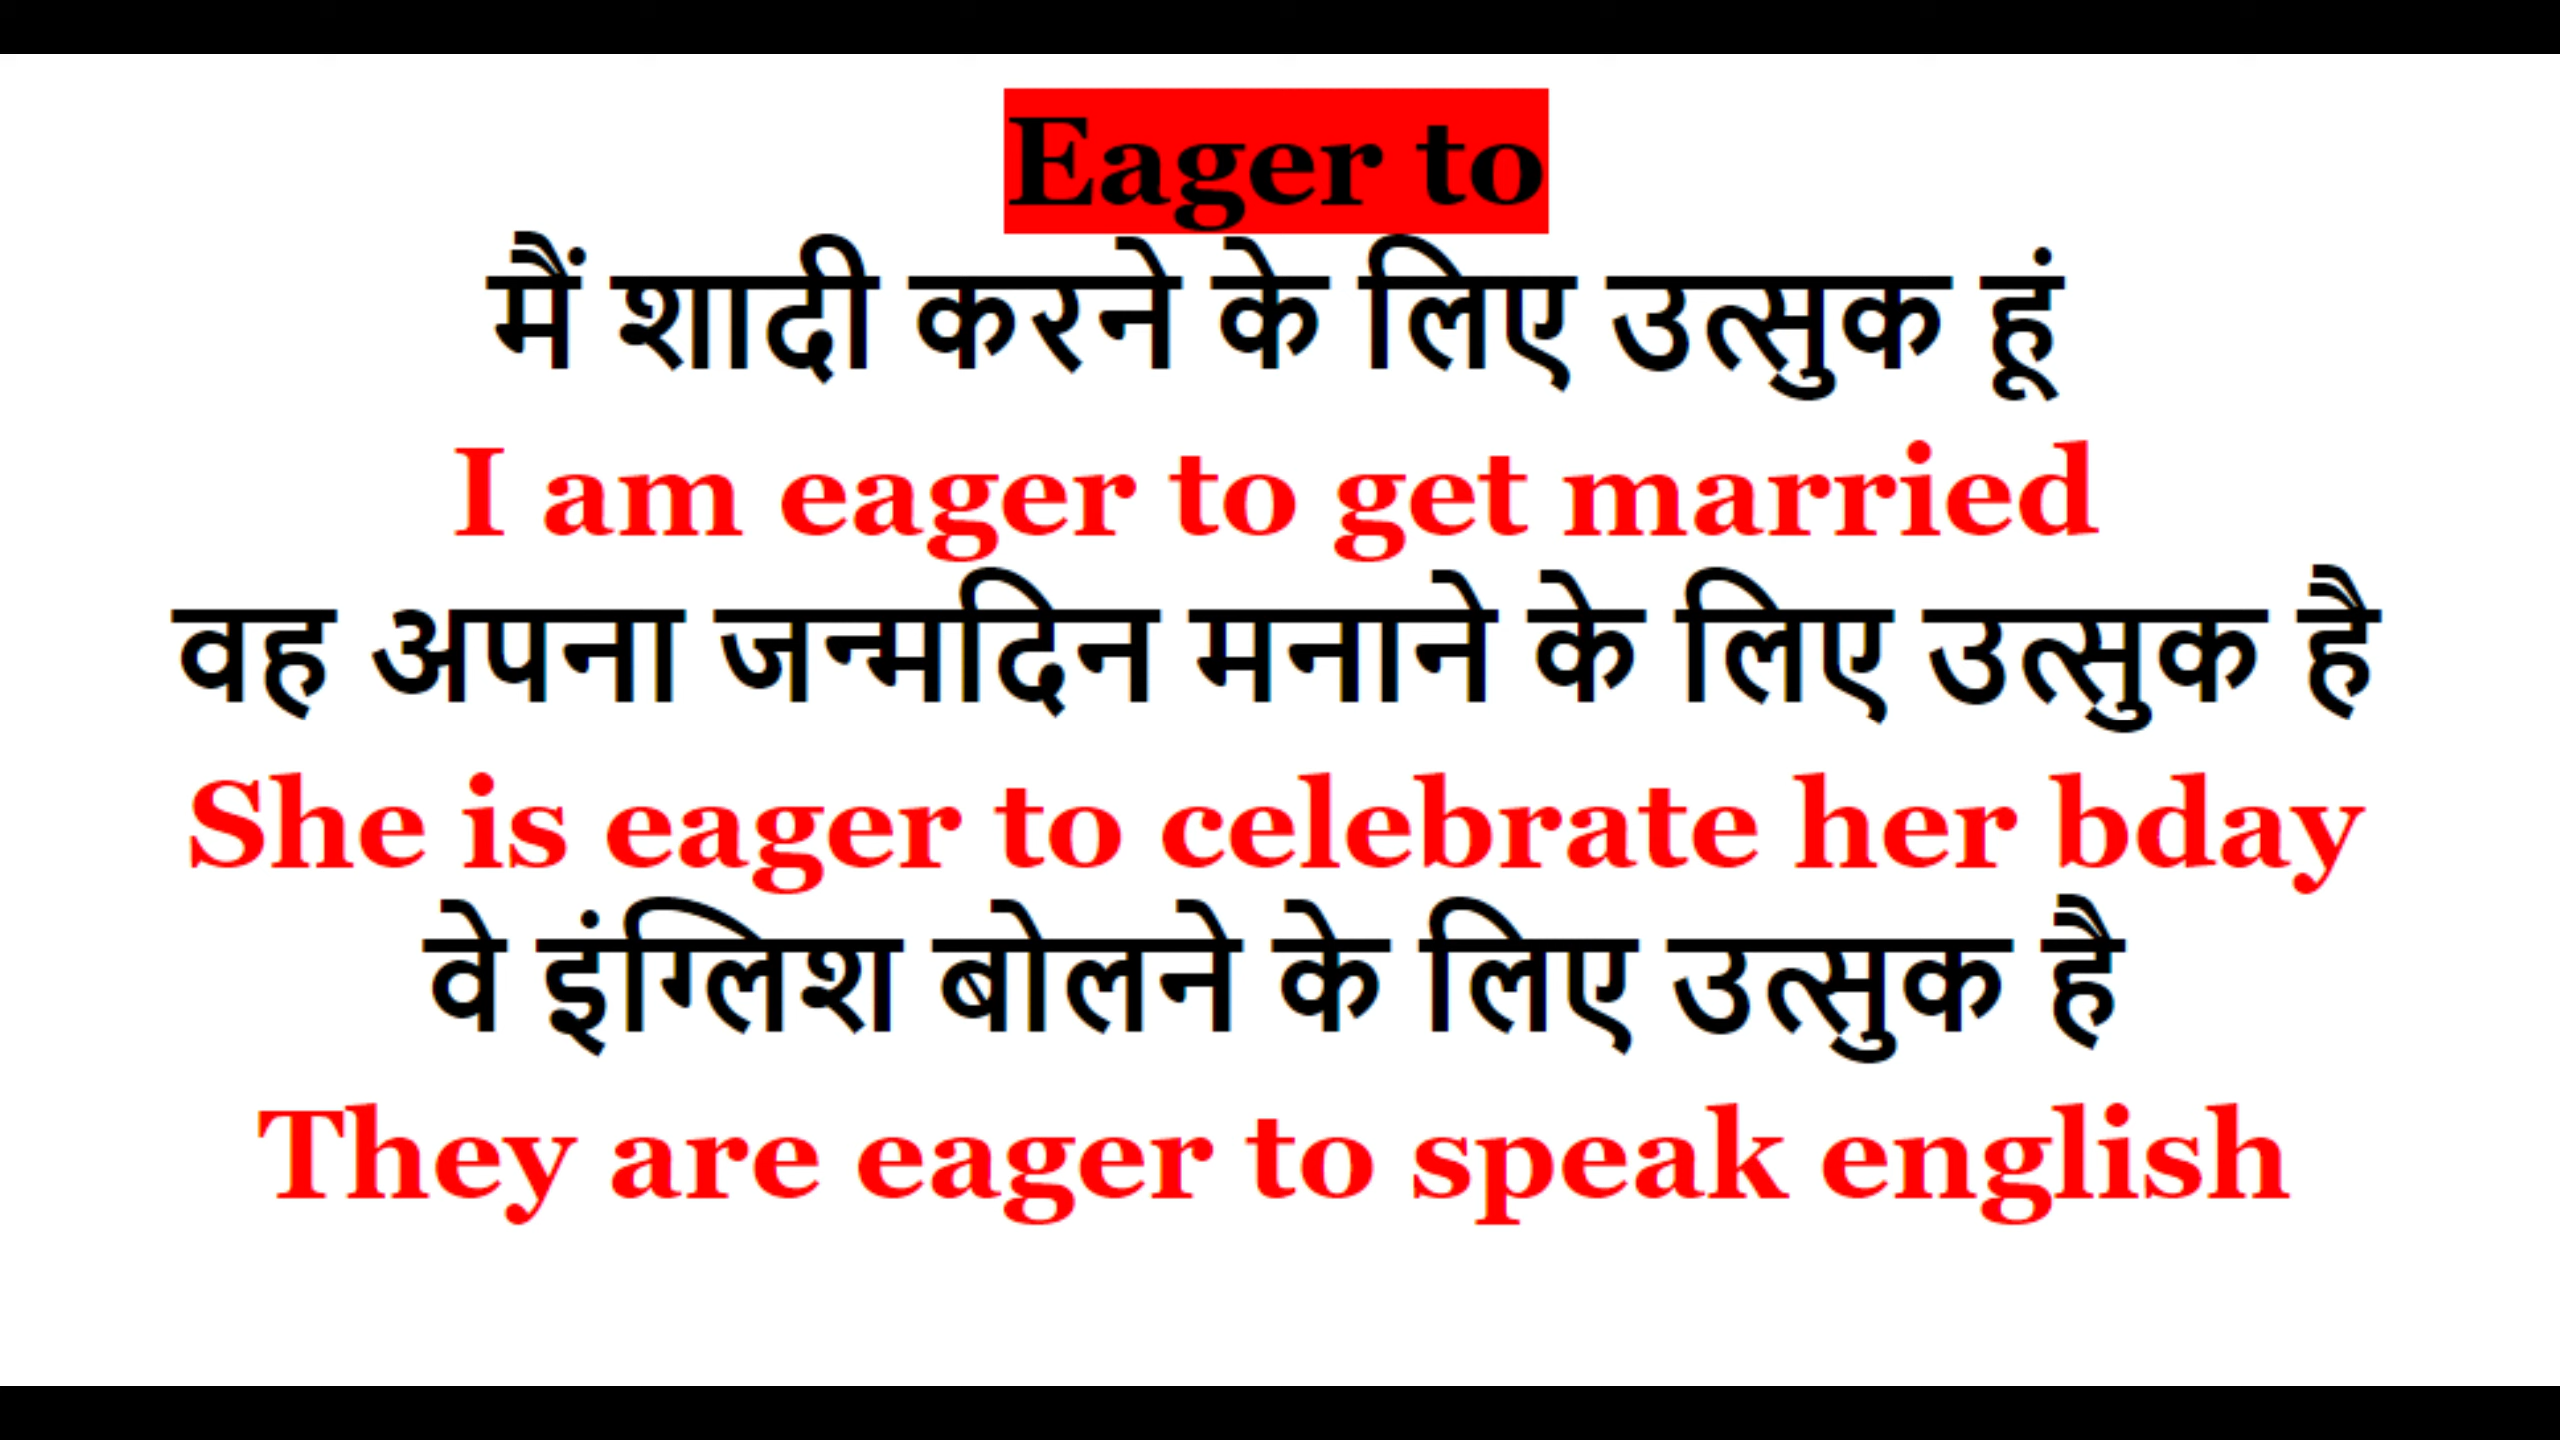 Eager to
मैं शादी करने के लिए उत्सुक हूं
I am eager to get married
वह अपना जन्मदिन मनाने के लिए उत्सुक है
She is eager to celebrate her bday
वे इंग्लिश बोलने के लिए उत्सुक है
They are eager to speak english